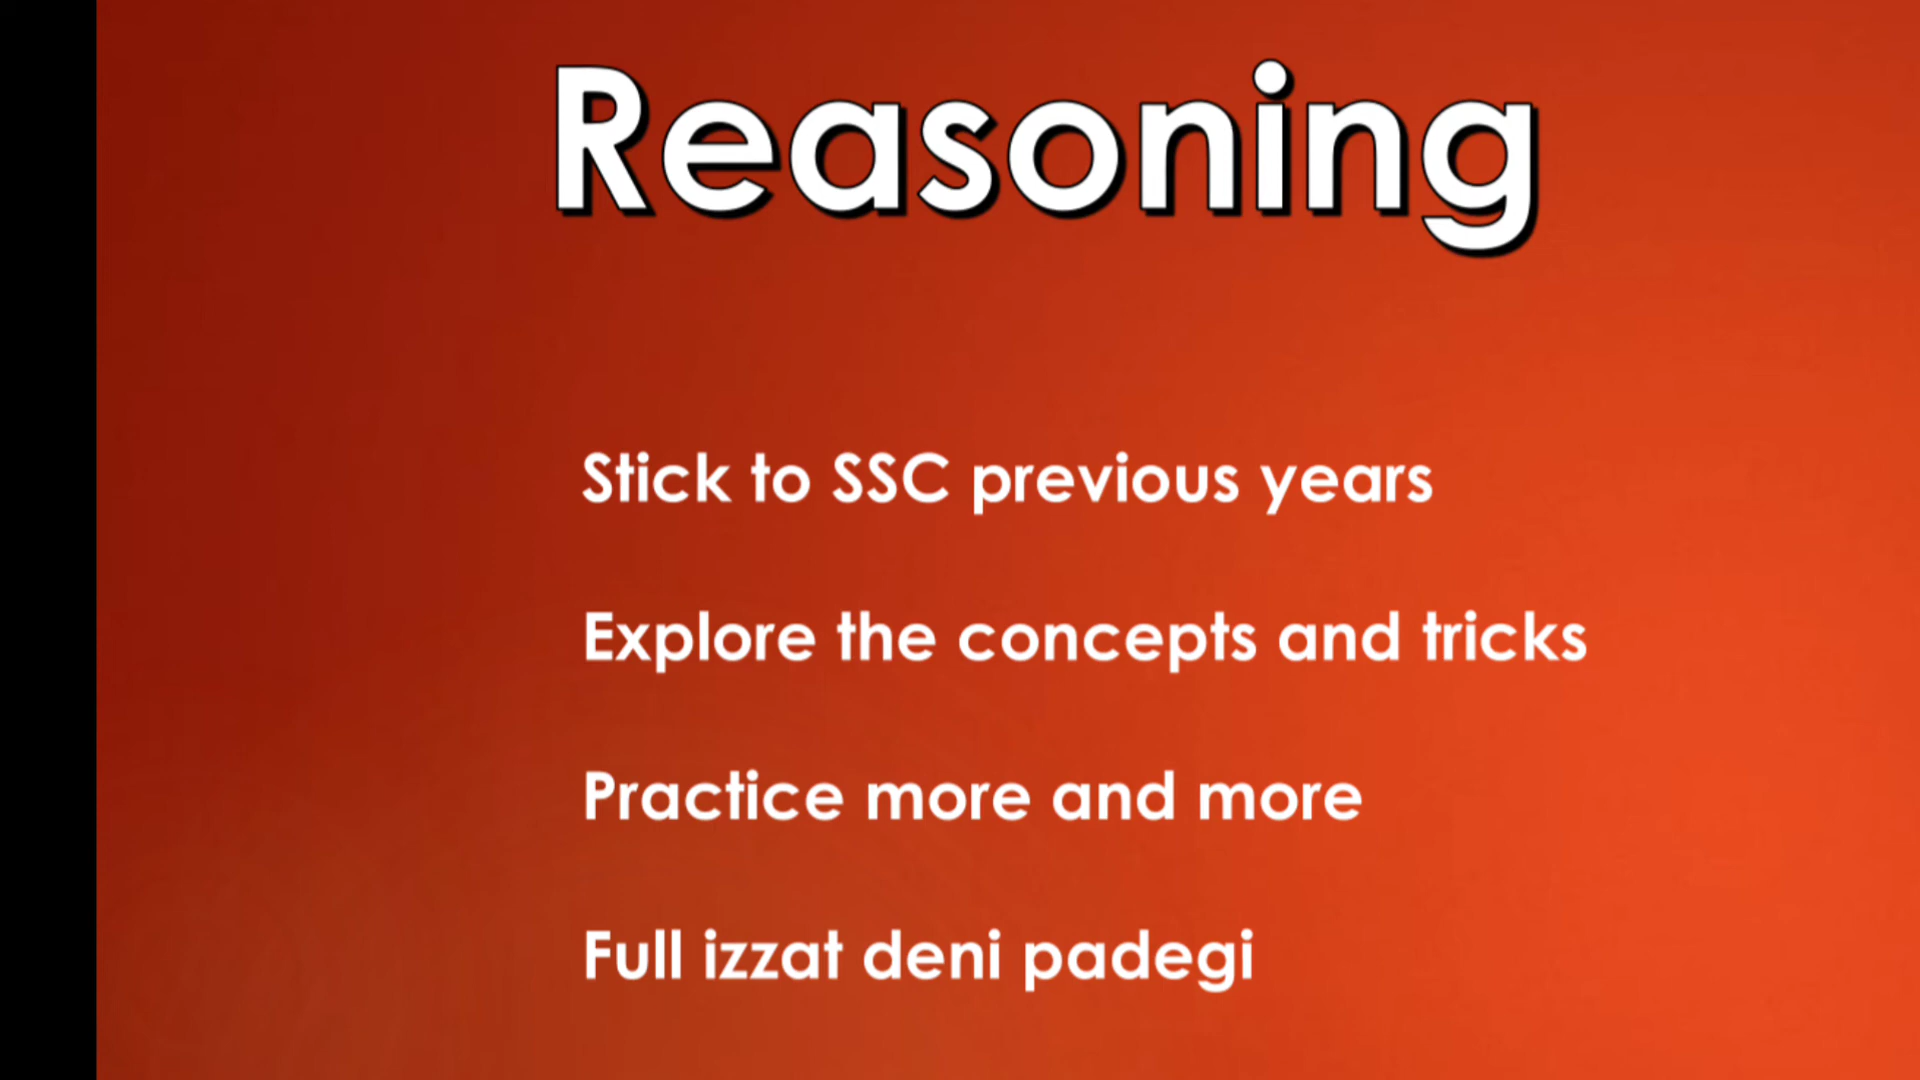 Reasoning
Stick to SSC previous years
Explore the concepts and tricks
Practice more and more
Full izzat deni padegi